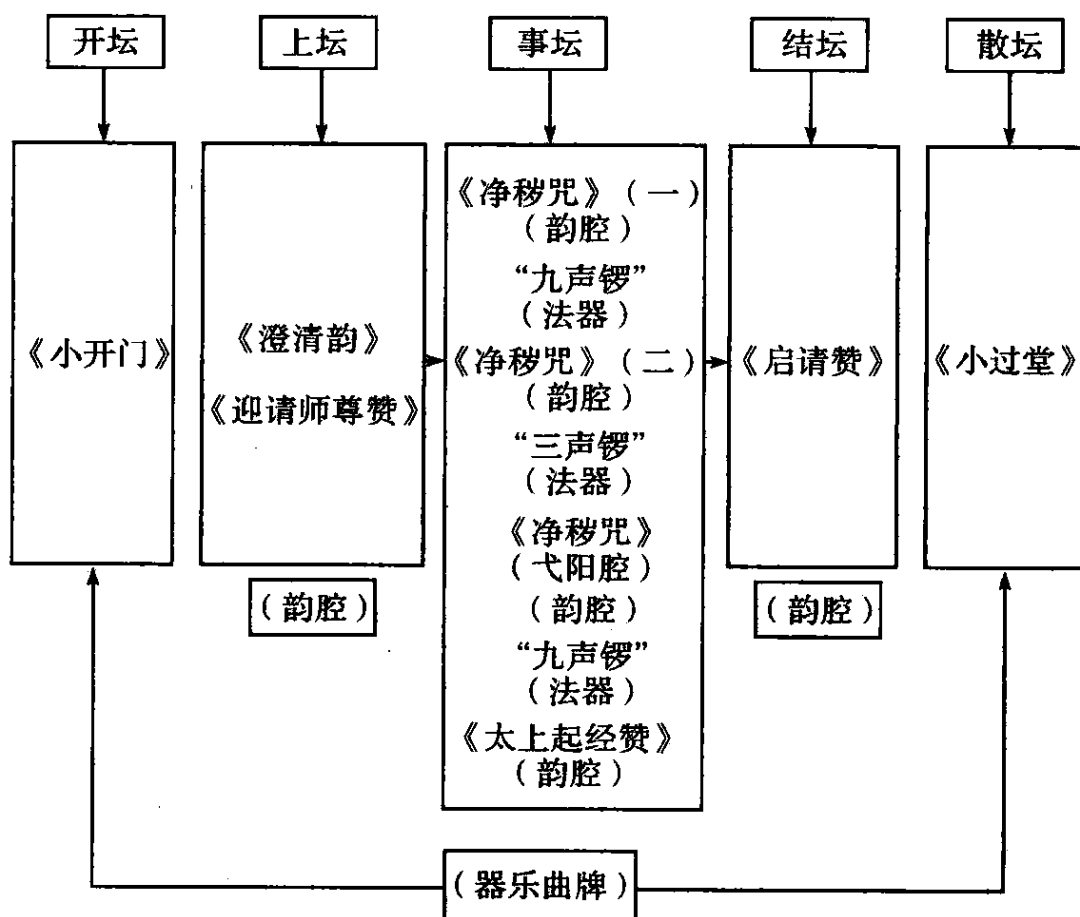 开坛
上坛
事坛
结坛
散坛
《小开门》
《澄清韵》
《迎请师尊赞》
（韵腔）
《净秽咒》（一）
（韵腔）
“九声锣”
（法器）
《净秽咒》（二）
（韵腔）
“三声锣”
（法器）
《净秽咒》
（弋阳腔）
（韵腔）
“九声锣”
（法器）
《太上起经赞》
（韵腔）
《启请赞》
（韵腔）
《小过堂》
（器乐曲牌）